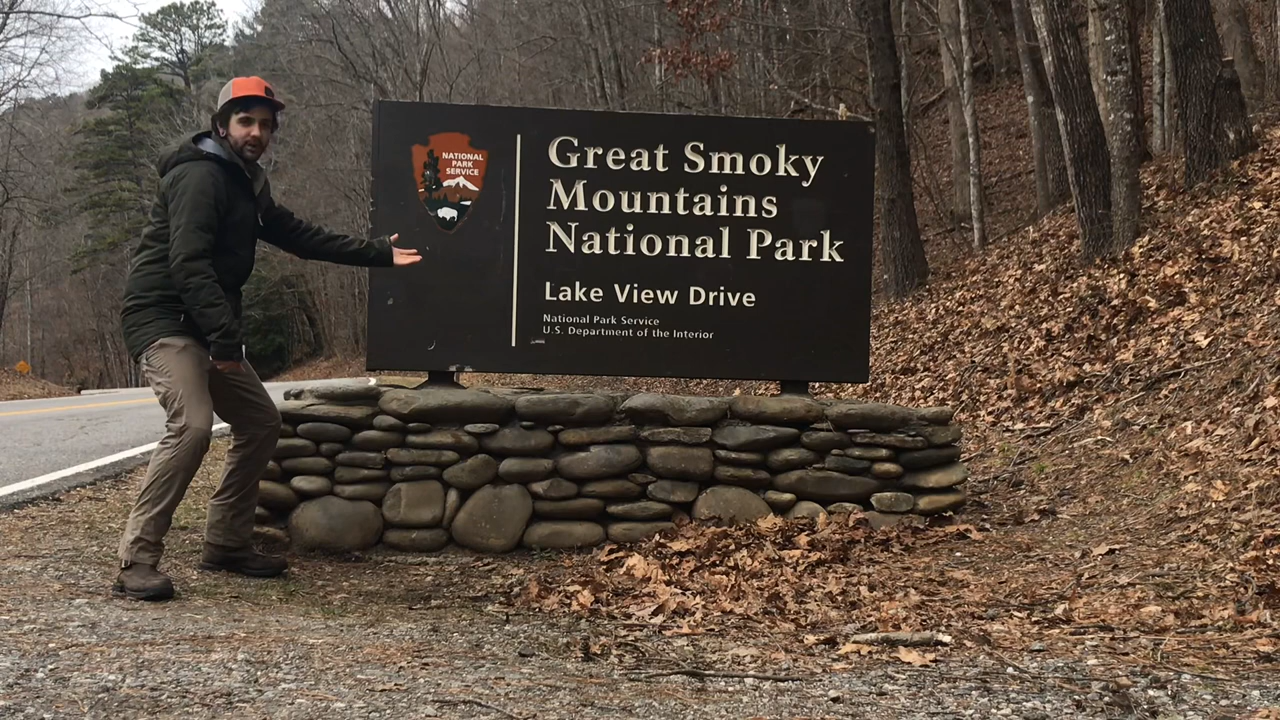 NATIONAL
PARK
SERVICE
Great Smoky
Mountains
National Park
Lake View Drive
National Park Service
U.S. Department of the Interior